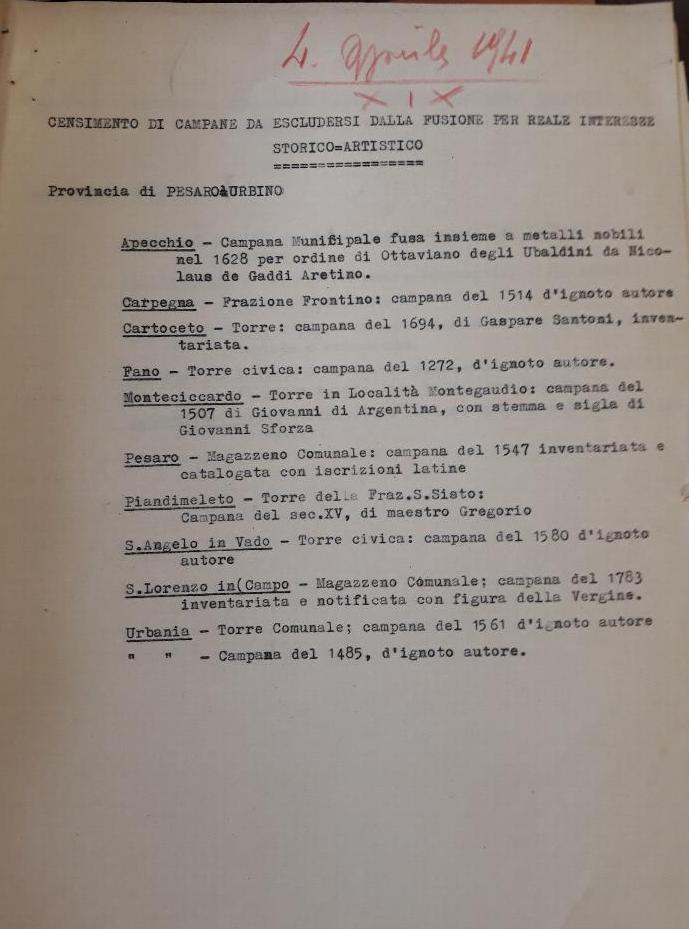 4. Aprile 1941
XIX
CENSIMENTO DI CAMPANE DA ESCLUDERSI DALLA FUSIONE PER REALE INTERESSE
STORICO=ARTISTICO
==================
Provincia di PESARO&URBINO
Apecchio - Campana Munißipale fusa insieme a metalli nobili
nel 1628 per ordine di Ottaviano degli Ubaldini da Nico-
laus de Gaddi Aretino.
Carpegna - Frazione Frontino: campana del 1514 d'ignoto autore
Cartoceto - Torre: campana del 1694, di Gaspare Santoni, inven-
tariata.
Fano - Torre civica: campana del 1272, d'ignoto autore.
Monteciccardo - Torre in Località Montegaudio: campana del
1507 di Giovanni di Argentina, con stemma e sigla di
Giovanni Sforza
Pesaro - Magazzeno Comunale: campana del 1547 inventariata e
catalogata con iscrizioni latine
Piandimeleto - Torre della Fraz.S.Sisto:
Campana del sec.XV, di maestro Gregorio
S.Angelo in Vado - Torre civica: campana del 1580 d'ignoto
autore
S.Lorenzo in(Campo - Magazzeno Comunale; campana del 1783
inventariata e notificata con figura della Vergine.
Urbania - Torre Comunale; campana del 1561 d'ignoto autore
" " - Campana del 1485, d'ignoto autore.